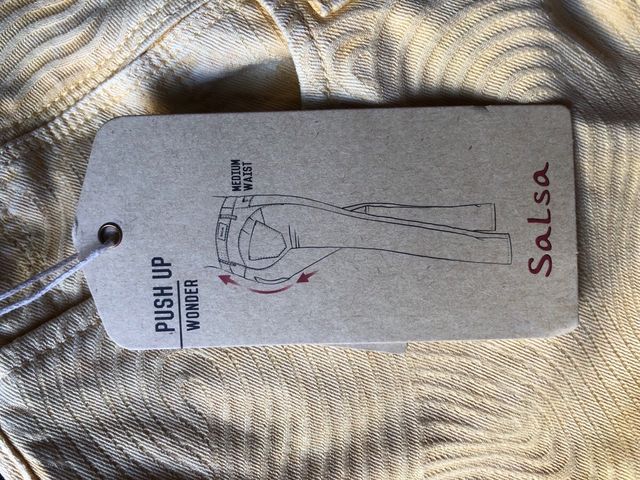 PUSH UP
WONDER
MEDIUM
WAIST
Salsa